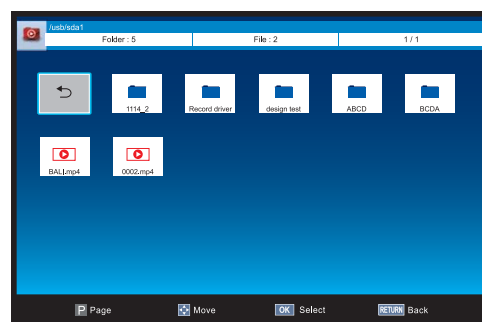 /usb/sda1
Folder : 5 File : 2 1 / 1
1114_2 Record driver design test ABCD BCDA
BALI.mp4 0002.mp4
P Page Move OK Select RETURN Back